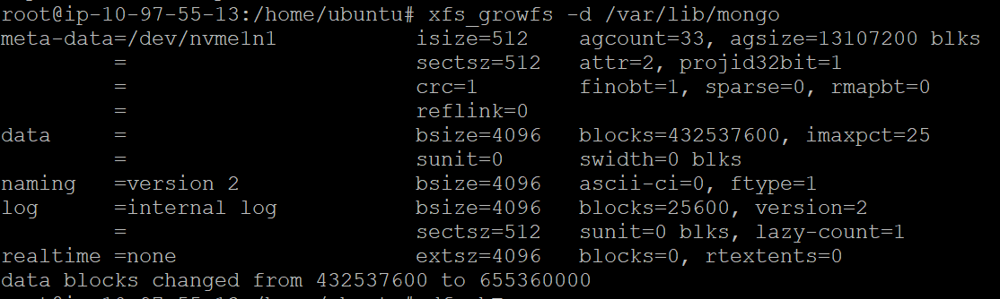 root@ip-10-97-55-13:/home/ubuntu# xfs_growfs -d /var/lib/mongo
meta-data=/dev/nvme1n1           isize=512    agcount=33, agsize=13107200 blks
         =                       sectsz=512   attr=2, projid32bit=1
         =                       crc=1        finobt=1, sparse=0, rmapbt=0
         =                       reflink=0
data     =                       bsize=4096   blocks=432537600, imaxpct=25
         =                       sunit=0      swidth=0 blks
naming   =version 2              bsize=4096   ascii-ci=0, ftype=1
log      =internal log           bsize=4096   blocks=25600, version=2
         =                       sectsz=512   sunit=0 blks, lazy-count=1
realtime =none                   extsz=4096   blocks=0, rtextents=0
data blocks changed from 432537600 to 655360000